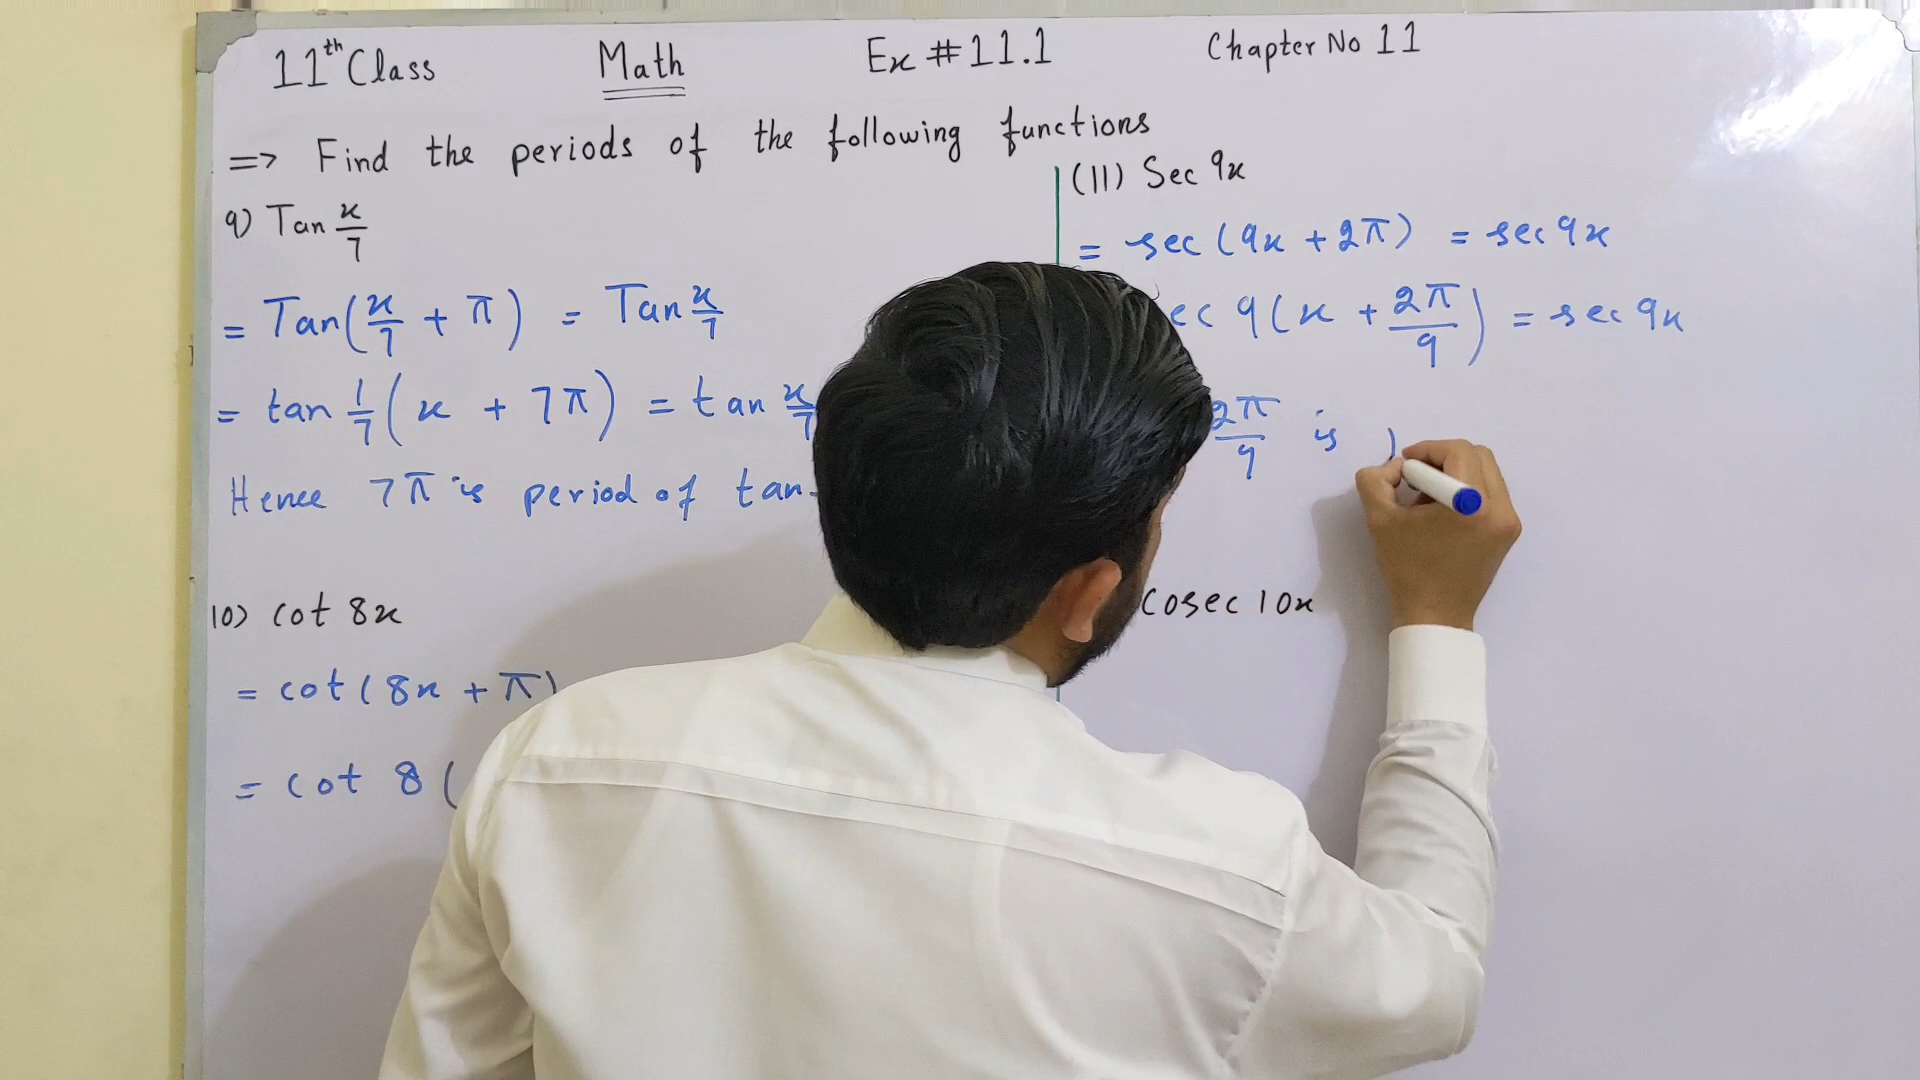 11th Class Math Ex # 11.1 Chapter No 11
=> Find the periods of the following functions
9) Tan x/7
= Tan(x/7 + π) = Tan x/7
= tan 1/7 (x + 7π) = tan x/7
Hence 7π is period of tan
10) cot 8x
= cot(8x + π)
= cot 8(
(11) Sec 9x
= sec(9x + 2π) = sec 9x
ec 9(x + 2π/9) = sec 9x
2π/9 is
Cosec 10x